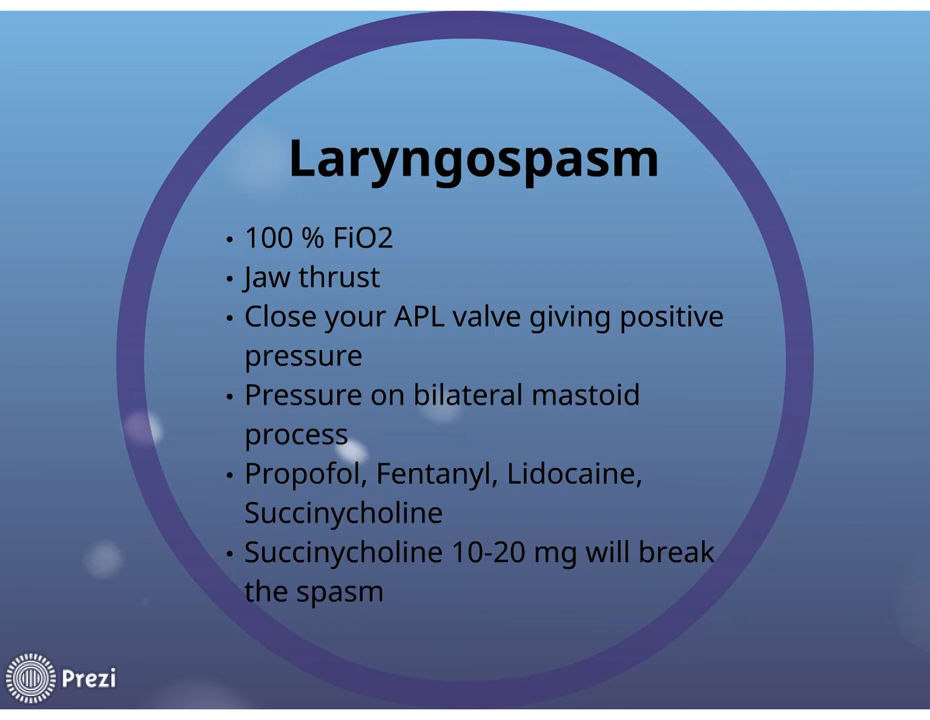 Laryngospasm
• 100 % FiO2
• Jaw thrust
• Close your APL valve giving positive
pressure
• Pressure on bilateral mastoid
process
• Propofol, Fentanyl, Lidocaine,
Succinycholine
• Succinycholine 10-20 mg will break
the spasm
Prezi